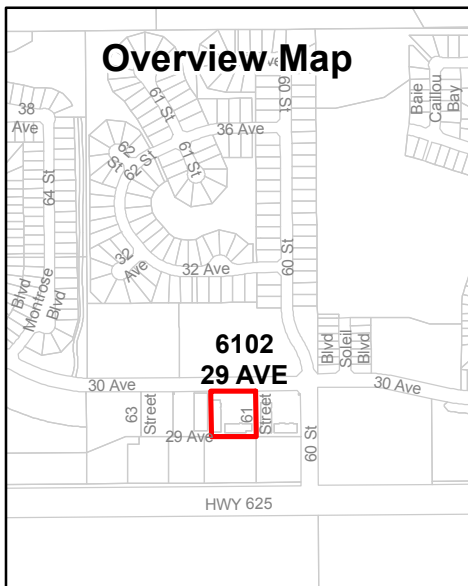 Overview Map
60 St
61 St
36 Ave
38
Ave
62
St
62 St
61 St
64 St
Baie
Caillou
Bay
32
Ave
32 Ave
60 St
Blvd
Montrose
Blvd
Blvd
Soleil
Blvd
6102
29 AVE
30 Ave
30 Ave
63
Street
61
Street
29 Ave
60 St
HWY 625